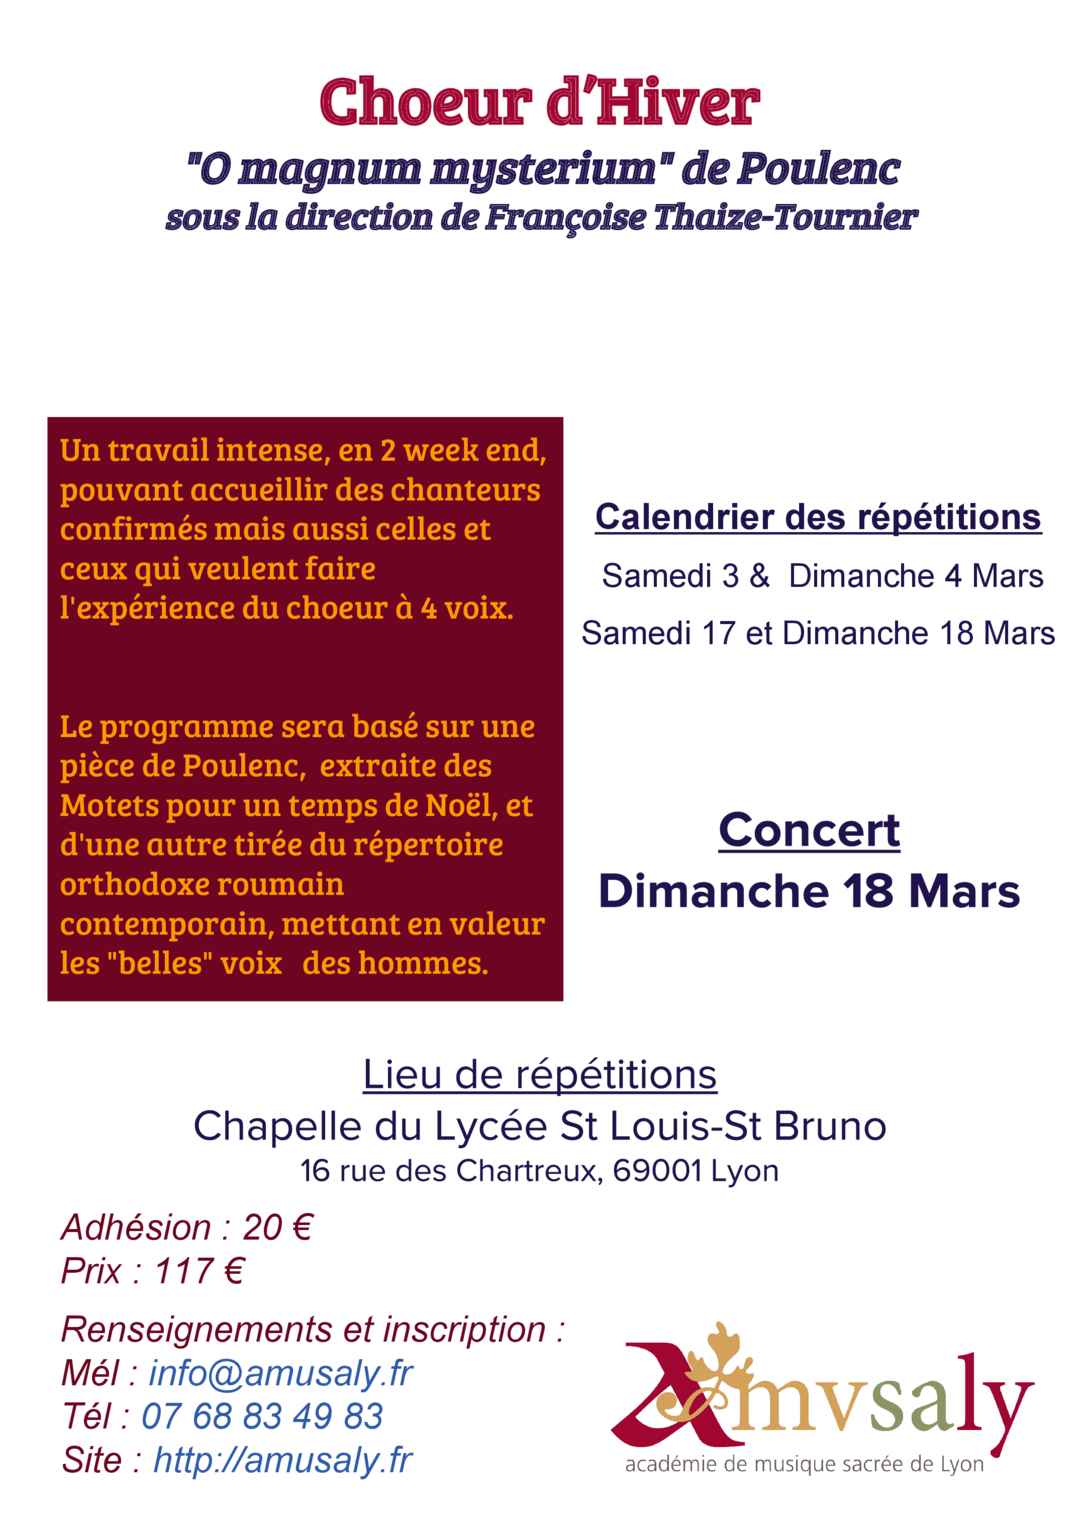 Choeur d'Hiver
"O magnum mysterium" de Poulenc
sous la direction de Françoise Thaize-Tournier
Un travail intense, en 2 week end,
pouvant accueillir des chanteurs
confirmés mais aussi celles et
ceux qui veulent faire
l'expérience du choeur à 4 voix.
Le programme sera basé sur une
pièce de Poulenc, extraite des
Motets pour un temps de Noël, et
d'une autre tirée du répertoire
orthodoxe roumain
contemporain, mettant en valeur
les "belles" voix des hommes.
Calendrier des répétitions
Samedi 3 & Dimanche 4 Mars
Samedi 17 et Dimanche 18 Mars
Concert
Dimanche 18 Mars
Lieu de répétitions
Chapelle du Lycée St Louis-St Bruno
16 rue des Chartreux, 69001 Lyon
Adhésion : 20 €
Prix : 117 €
Renseignements et inscription :
Mél : info@amusaly.fr
Tél : 07 68 83 49 83
Site : http://amusaly.fr
Amvsaly
académie de musique sacrée de Lyon